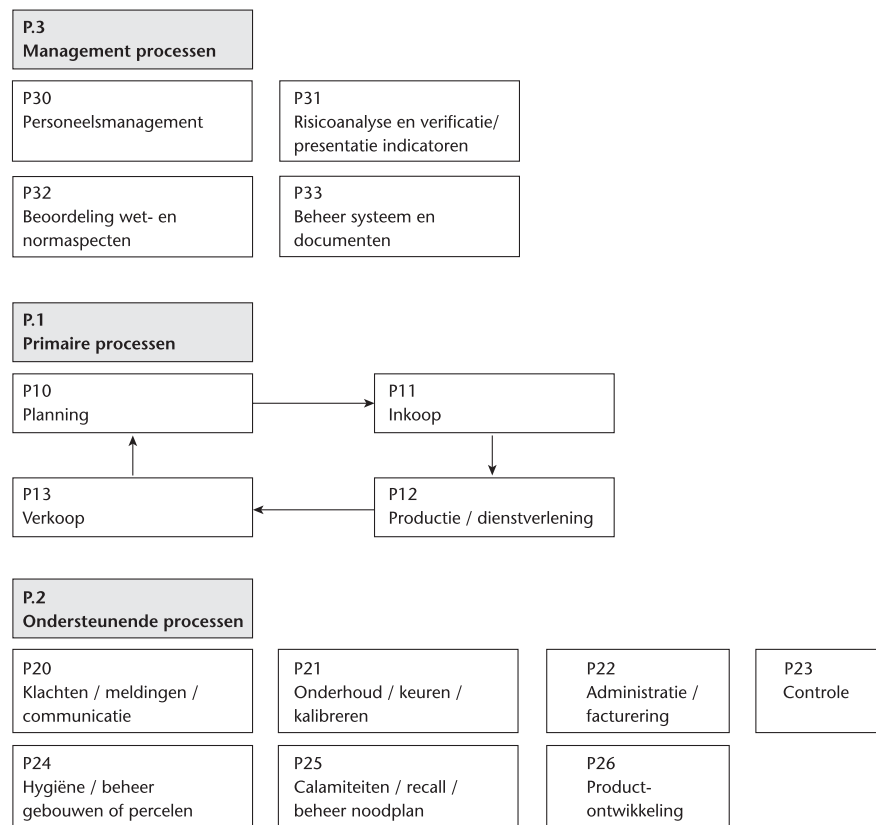 P.3
Management processen
P30
Personeelsmanagement
P31
Risicoanalyse en verificatie/
presentatie indicatoren
P32
Beoordeling wet- en
normaspecten
P33
Beheer systeem en
documenten
P.1
Primaire processen
P10
Planning
P11
Inkoop
P13
Verkoop
P12
Productie / dienstverlening
P.2
Ondersteunende processen
P20
Klachten / meldingen /
communicatie
P21
Onderhoud / keuren /
kalibreren
P22
Administratie /
facturering
P23
Controle
P24
Hygiëne / beheer
gebouwen of percelen
P25
Calamiteiten / recall /
beheer noodplan
P26
Product-
ontwikkeling